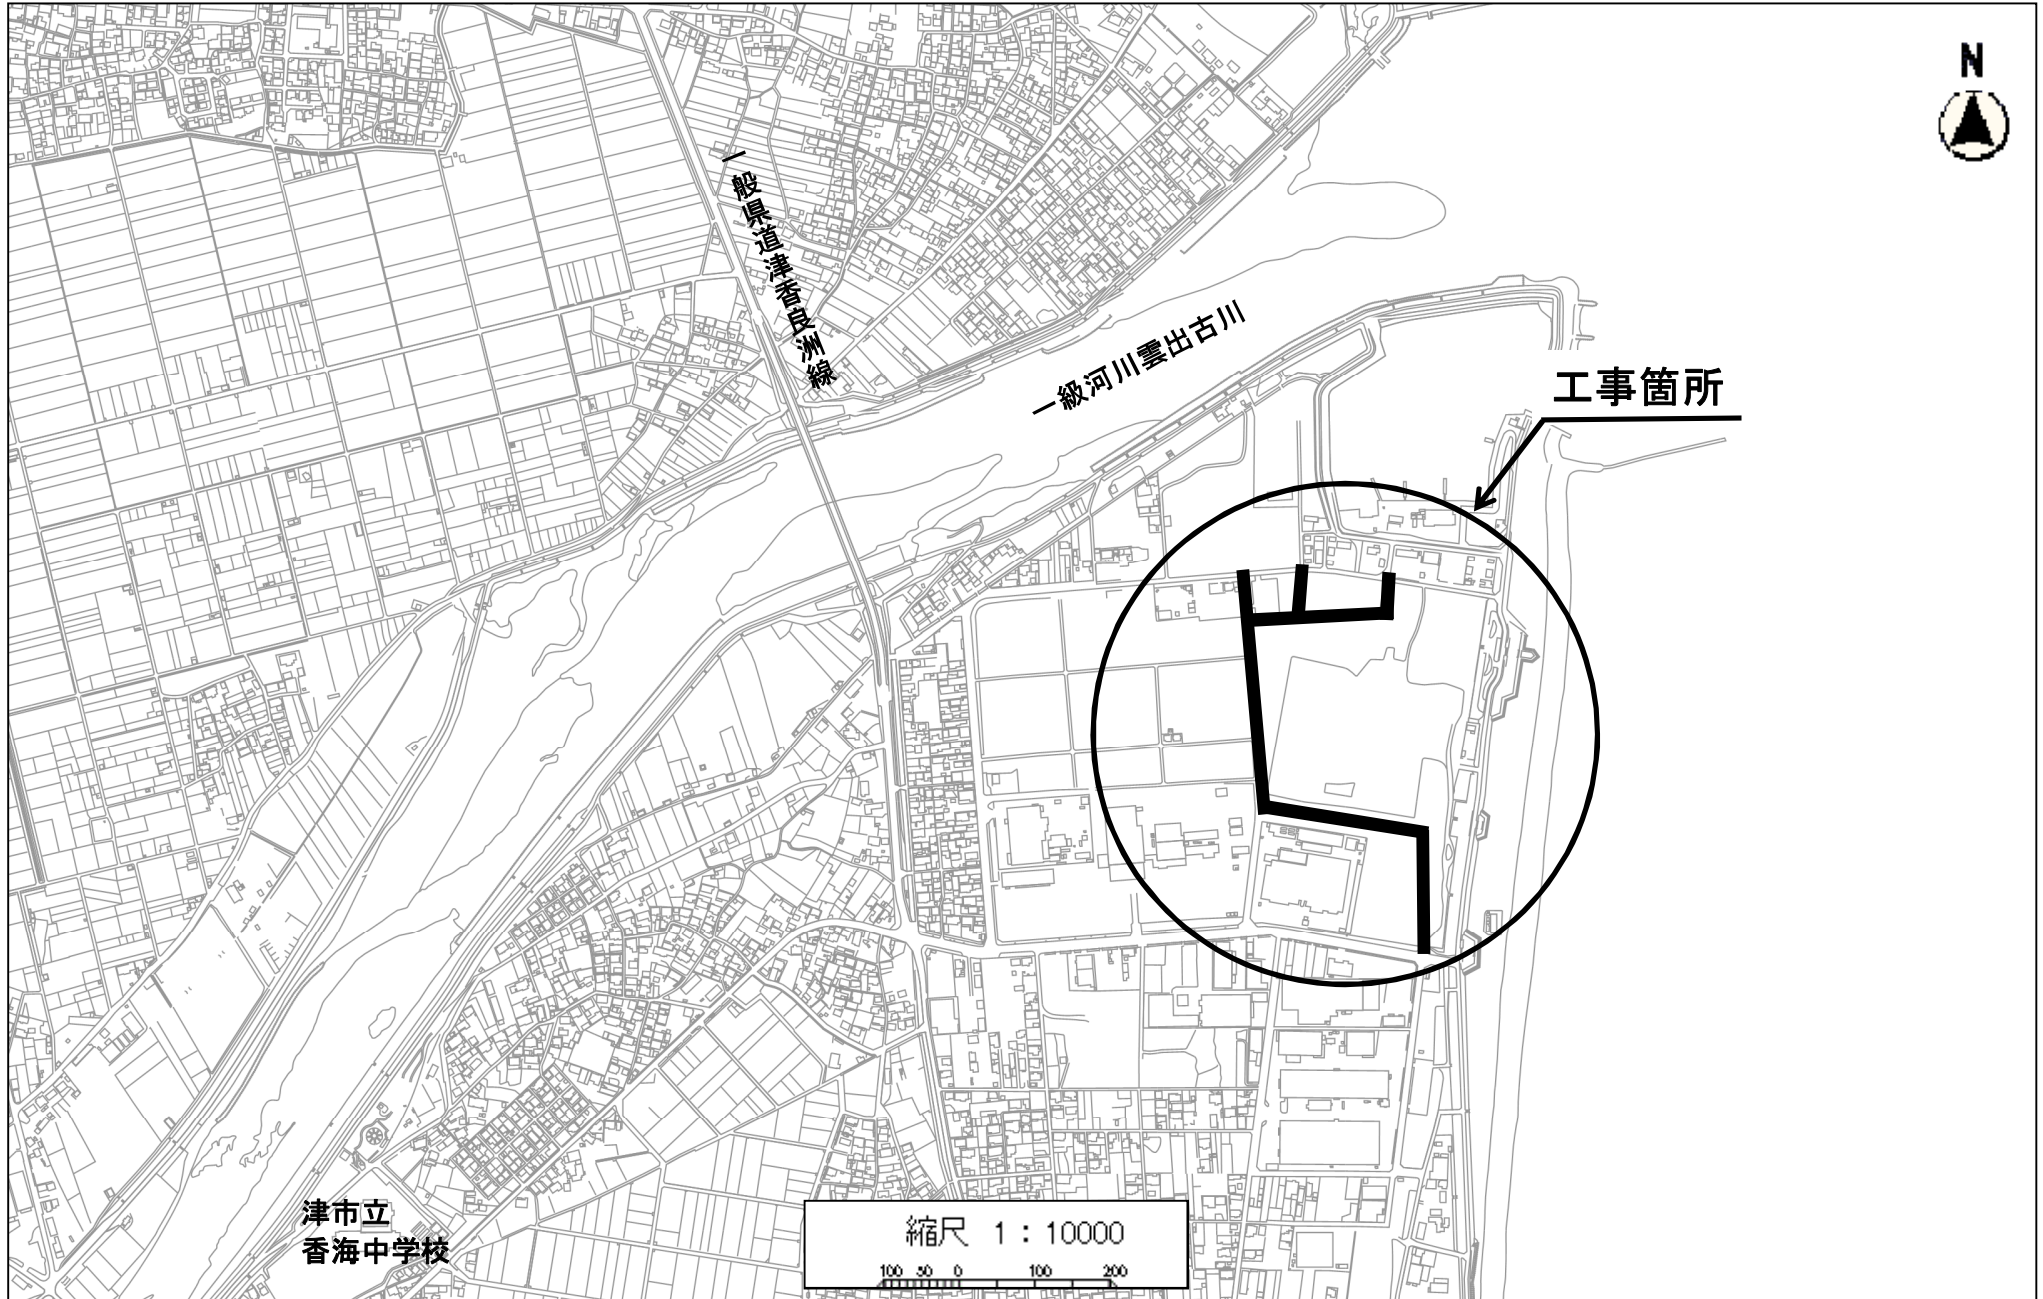 N
一般県道津香良洲線
一級河川雲出古川
工事箇所
津市立
香海中学校
縮尺 1:10000
100 50 0 100 200